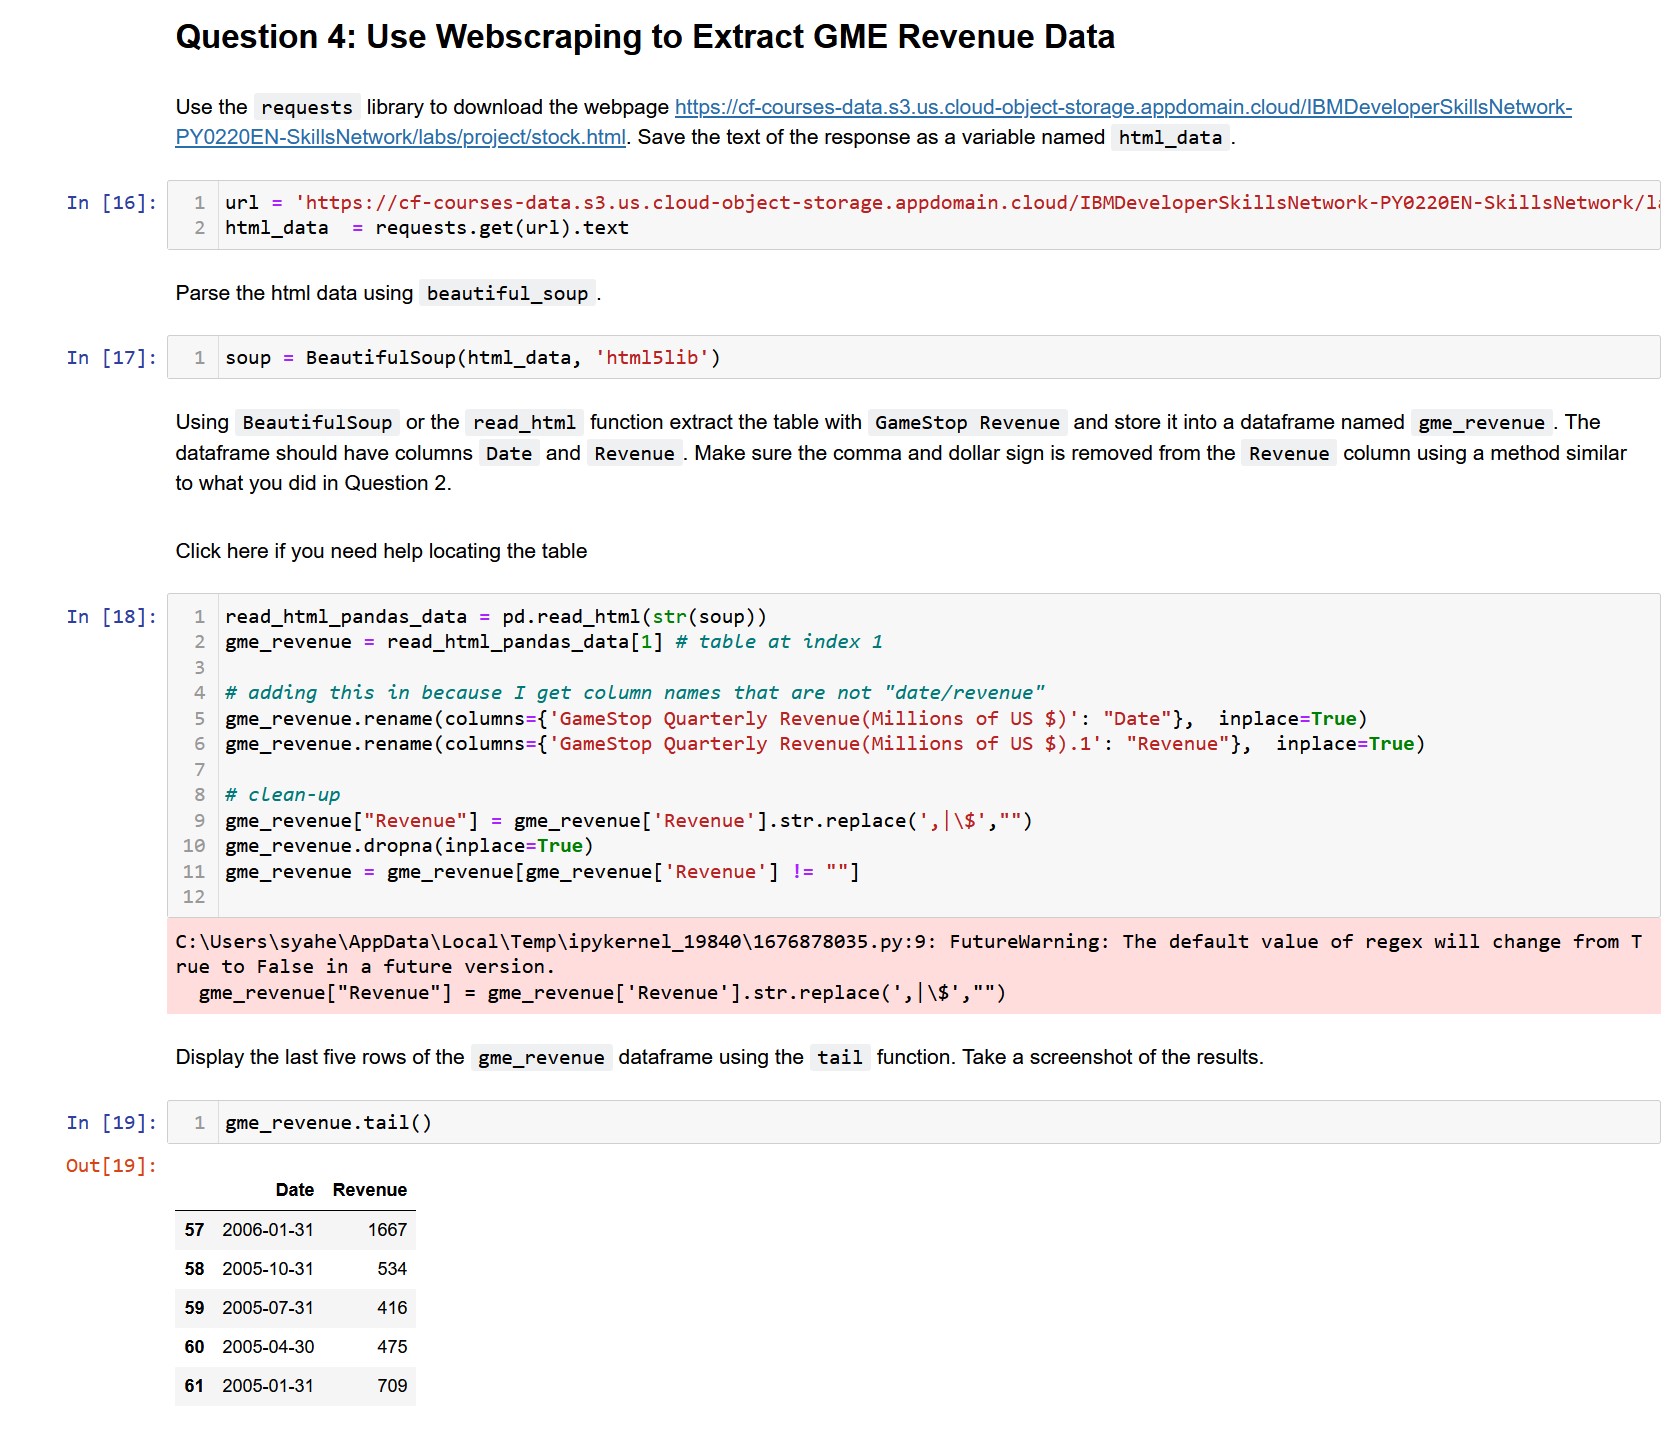 Question 4: Use Webscraping to Extract GME Revenue Data
Use the requests library to download the webpage https://cf-courses-data.s3.us.cloud-object-storage.appdomain.cloud/IBMDeveloperSkillsNetwork-
PY0220EN-SkillsNetwork/labs/project/stock.html. Save the text of the response as a variable named html_data .
In [16]:
1 url = 'https://cf-courses-data.s3.us.cloud-object-storage.appdomain.cloud/IBMDeveloperSkillsNetwork-PY0220EN-SkillsNetwork/la
2 html_data  = requests.get(url).text
Parse the html data using beautiful_soup .
In [17]:
1 soup = BeautifulSoup(html_data, 'html5lib')
Using BeautifulSoup or the read_html function extract the table with GameStop Revenue and store it into a dataframe named gme_revenue . The
dataframe should have columns Date and Revenue . Make sure the comma and dollar sign is removed from the Revenue column using a method similar
to what you did in Question 2.
Click here if you need help locating the table
In [18]:
1 read_html_pandas_data = pd.read_html(str(soup))
2 gme_revenue = read_html_pandas_data[1] # table at index 1
3
4 # adding this in because I get column names that are not "date/revenue"
5 gme_revenue.rename(columns={'GameStop Quarterly Revenue(Millions of US $)': "Date"},  inplace=True)
6 gme_revenue.rename(columns={'GameStop Quarterly Revenue(Millions of US $).1': "Revenue"},  inplace=True)
7
8 # clean-up
9 gme_revenue["Revenue"] = gme_revenue['Revenue'].str.replace(',|\$',"")
10 gme_revenue.dropna(inplace=True)
11 gme_revenue = gme_revenue[gme_revenue['Revenue'] != ""]
12
C:\Users\syahe\AppData\Local\Temp\ipykernel_19840\1676878035.py:9: FutureWarning: The default value of regex will change from T
rue to False in a future version.
  gme_revenue["Revenue"] = gme_revenue['Revenue'].str.replace(',|\$',"")
Display the last five rows of the gme_revenue dataframe using the tail function. Take a screenshot of the results.
In [19]:
1 gme_revenue.tail()
Out[19]:
Date Revenue
57 2006-01-31 1667
58 2005-10-31 534
59 2005-07-31 416
60 2005-04-30 475
61 2005-01-31 709